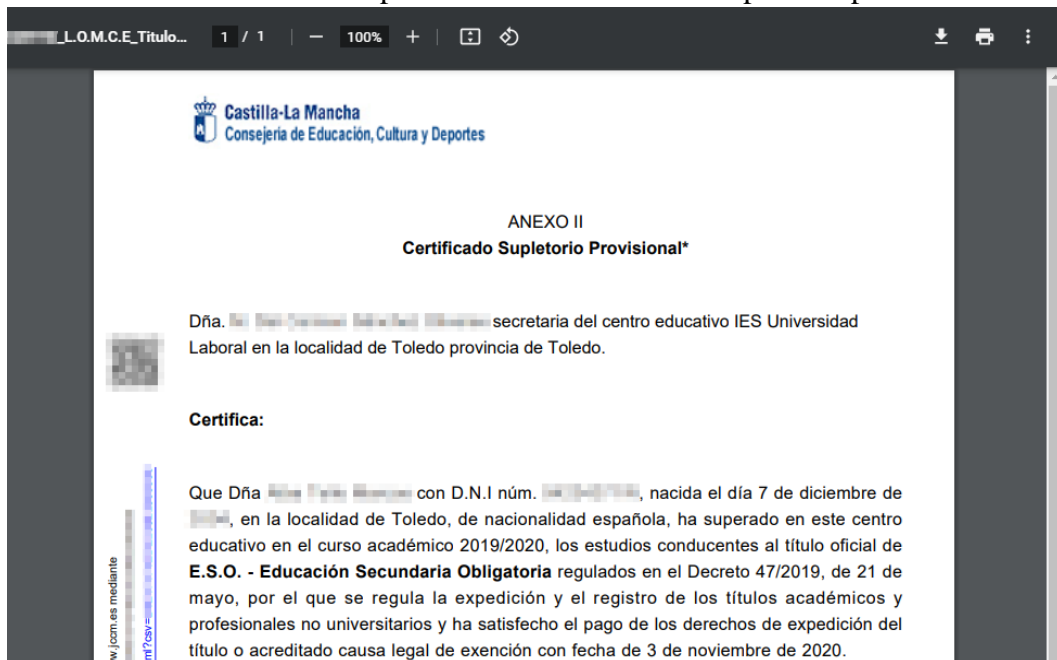 _L.O.M.C.E_Titulo... 1 / 1 | − 100% + |
Castilla-La Mancha
Consejería de Educación, Cultura y Deportes
ANEXO II
Certificado Supletorio Provisional*
Dña. secretaria del centro educativo IES Universidad
Laboral en la localidad de Toledo provincia de Toledo.
Certifica:
Que Dña con D.N.I núm. , nacida el día 7 de diciembre de
, en la localidad de Toledo, de nacionalidad española, ha superado en este centro
educativo en el curso académico 2019/2020, los estudios conducentes al título oficial de
E.S.O. - Educación Secundaria Obligatoria regulados en el Decreto 47/2019, de 21 de
mayo, por el que se regula la expedición y el registro de los títulos académicos y
profesionales no universitarios y ha satisfecho el pago de los derechos de expedición del
título o acreditado causa legal de exención con fecha de 3 de noviembre de 2020.
w.jccm.es mediante
ml?csv=